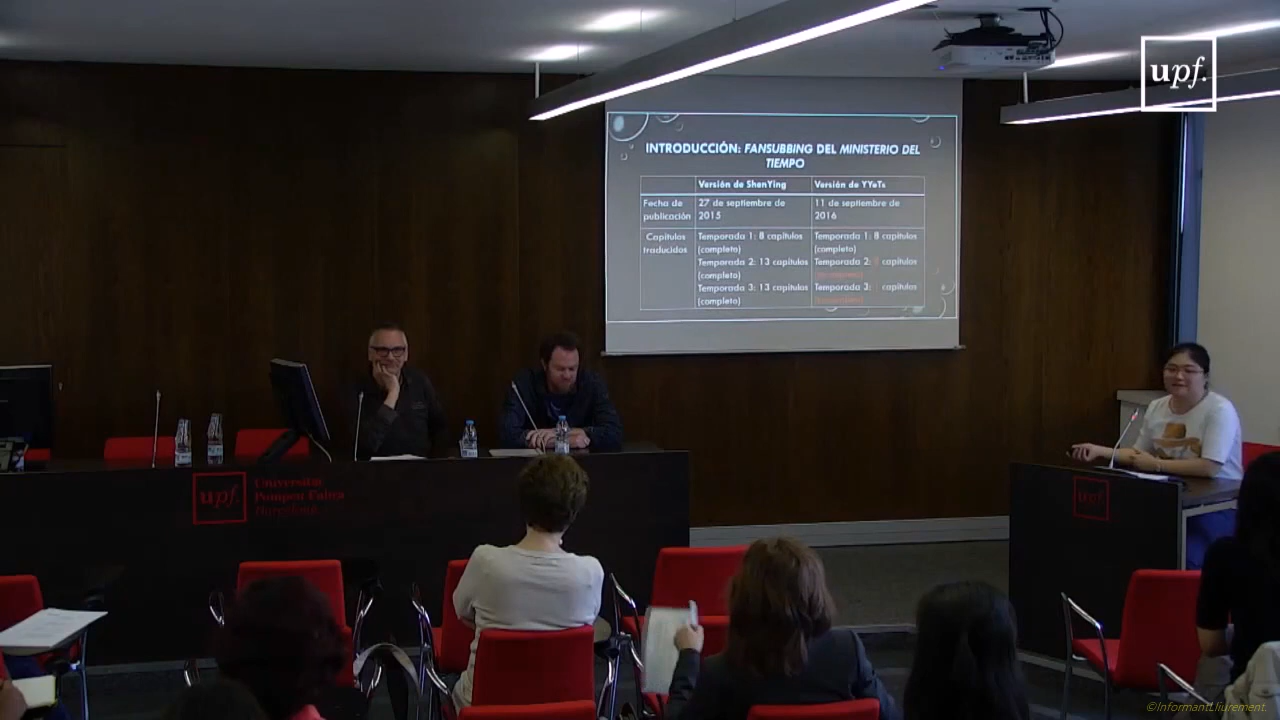 upf.
INTRODUCCIÓN: FANSUBBING DEL MINISTERIO DEL
TIEMPO
Versión de ShenYing
Versión de YYeTs
Fecha de
publicación
27 de septiembre de
2015
11 de septiembre de
2016
Capítulos
traducidos
Temporada 1: 8 capítulos
(completo)
Temporada 2: 13 capítulos
(completo)
Temporada 3: 13 capítulos
(completo)
Temporada 1: 8 capítulos
(completo)
Temporada 2: capítulos
Temporada 3: capítulos
upf.
Universitat
Pompeu Fabra
Barcelona
upf.
©InformantLliurement.